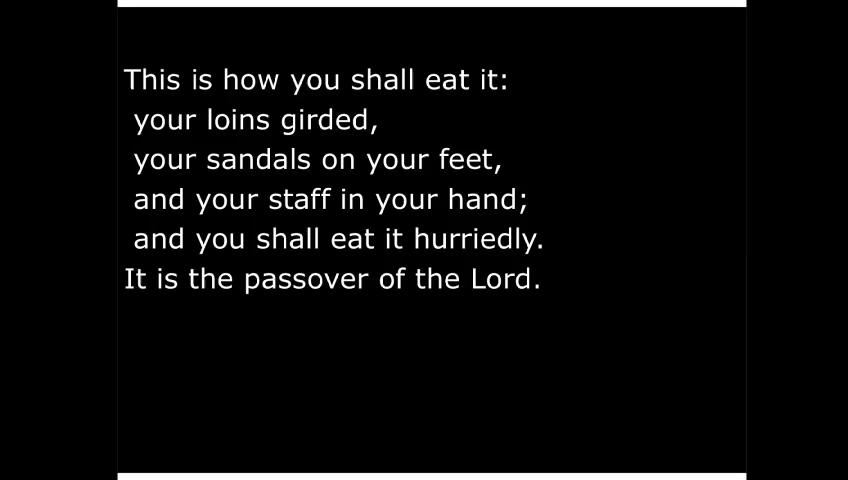 This is how you shall eat it:
your loins girded,
your sandals on your feet,
and your staff in your hand;
and you shall eat it hurriedly.
It is the passover of the Lord.